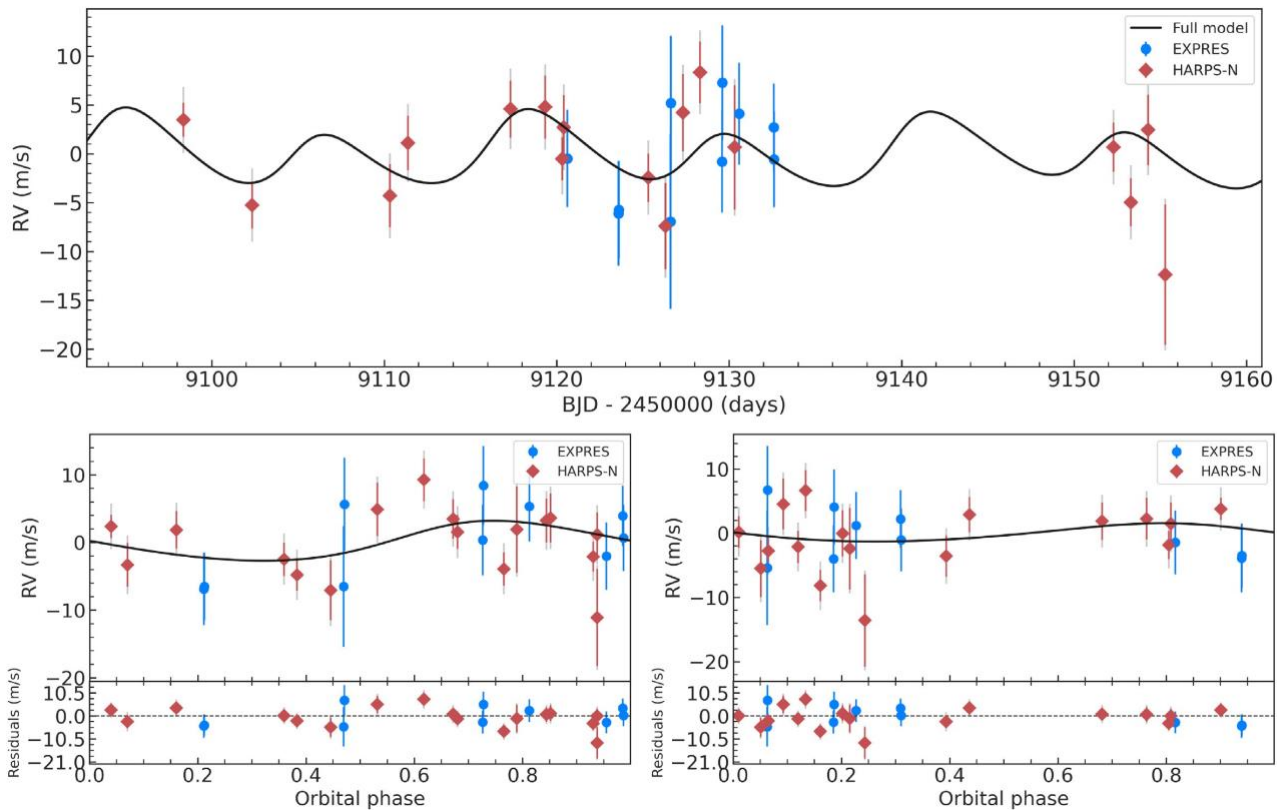 10
5
0
−5
−10
−15
−20
RV (m/s)
Full model
EXPRES
HARPS-N
9100 9110 9120 9130 9140 9150 9160
BJD - 2450000 (days)
10
0
−10
−20
RV (m/s)
EXPRES
HARPS-N
10.5
0.0
−10.5
−21.0
Residuals (m/s)
0.0 0.2 0.4 0.6 0.8
Orbital phase
10
0
−10
−20
RV (m/s)
EXPRES
HARPS-N
10.5
0.0
−10.5
−21.0
Residuals (m/s)
0.0 0.2 0.4 0.6 0.8
Orbital phase